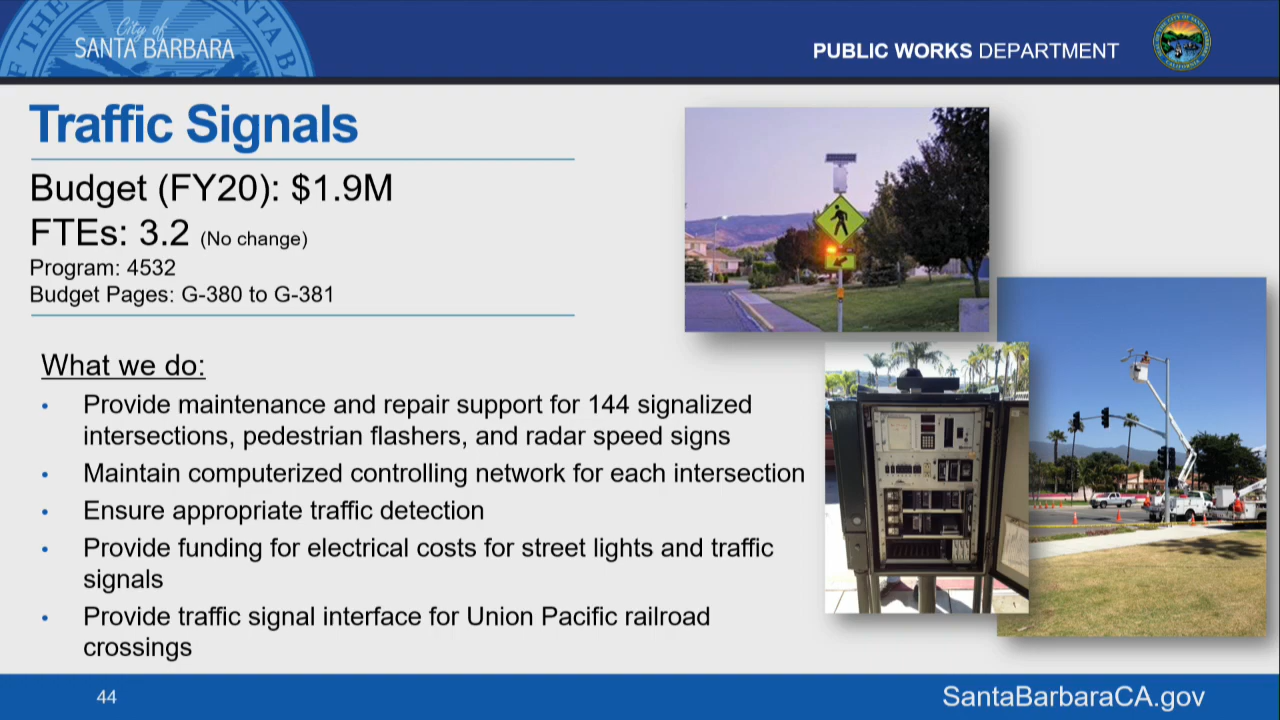 City of
SANTA BARBARA
PUBLIC WORKS DEPARTMENT
Traffic Signals
Budget (FY20): $1.9M
FTEs: 3.2 (No change)
Program: 4532
Budget Pages: G-380 to G-381
What we do:
• Provide maintenance and repair support for 144 signalized
intersections, pedestrian flashers, and radar speed signs
• Maintain computerized controlling network for each intersection
• Ensure appropriate traffic detection
• Provide funding for electrical costs for street lights and traffic
signals
• Provide traffic signal interface for Union Pacific railroad
crossings
44
SantaBarbaraCA.gov